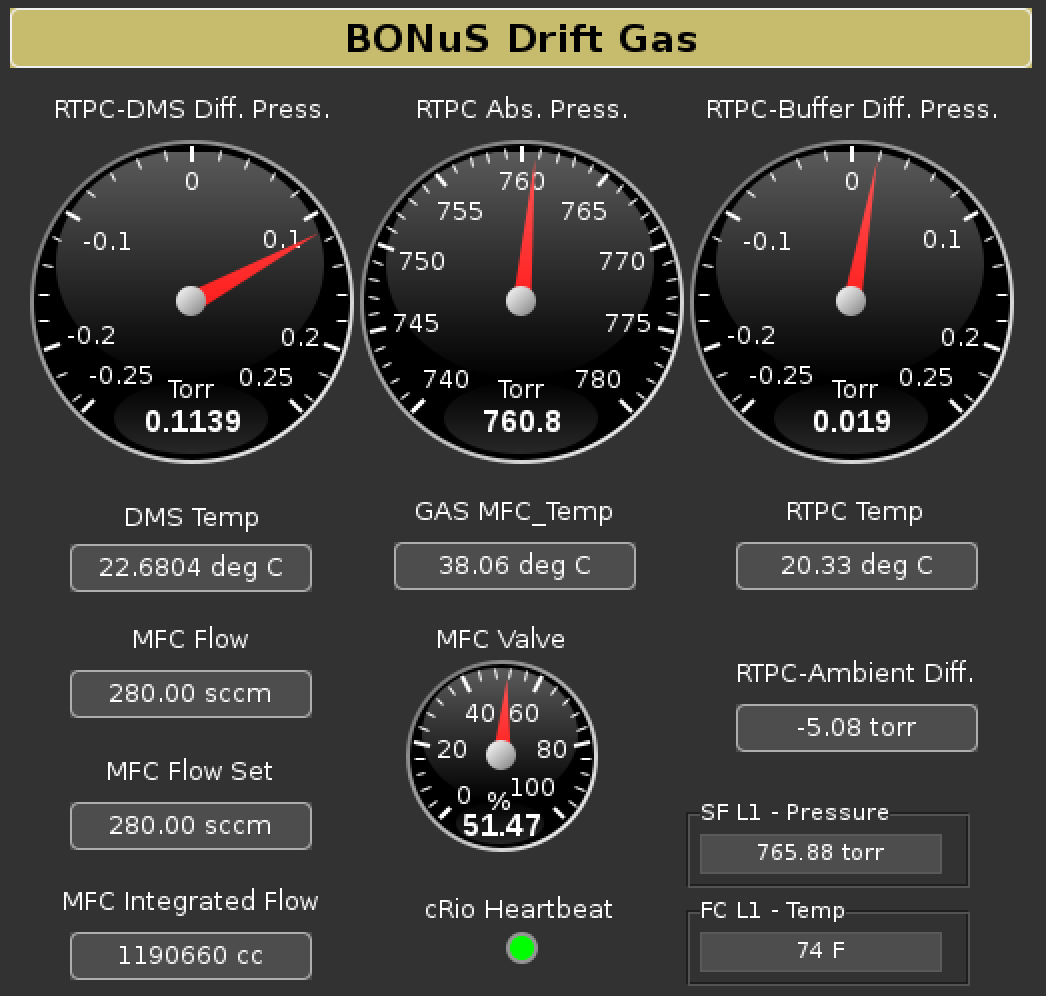 BONuS Drift Gas
RTPC-DMS Diff. Press.
-0.25
-0.2
-0.1
0
0.1
0.2
0.25
Torr
0.1139
RTPC Abs. Press.
740
745
750
755
760
765
770
775
780
Torr
760.8
RTPC-Buffer Diff. Press.
-0.25
-0.2
-0.1
0
0.1
0.2
0.25
Torr
0.019
DMS Temp
22.6804 deg C
GAS MFC_Temp
38.06 deg C
RTPC Temp
20.33 deg C
MFC Flow
280.00 sccm
MFC Flow Set
280.00 sccm
MFC Integrated Flow
1190660 cc
MFC Valve
0
20
40
60
80
100
%
51.47
cRio Heartbeat
RTPC-Ambient Diff.
-5.08 torr
SF L1 - Pressure
765.88 torr
FC L1 - Temp
74 F